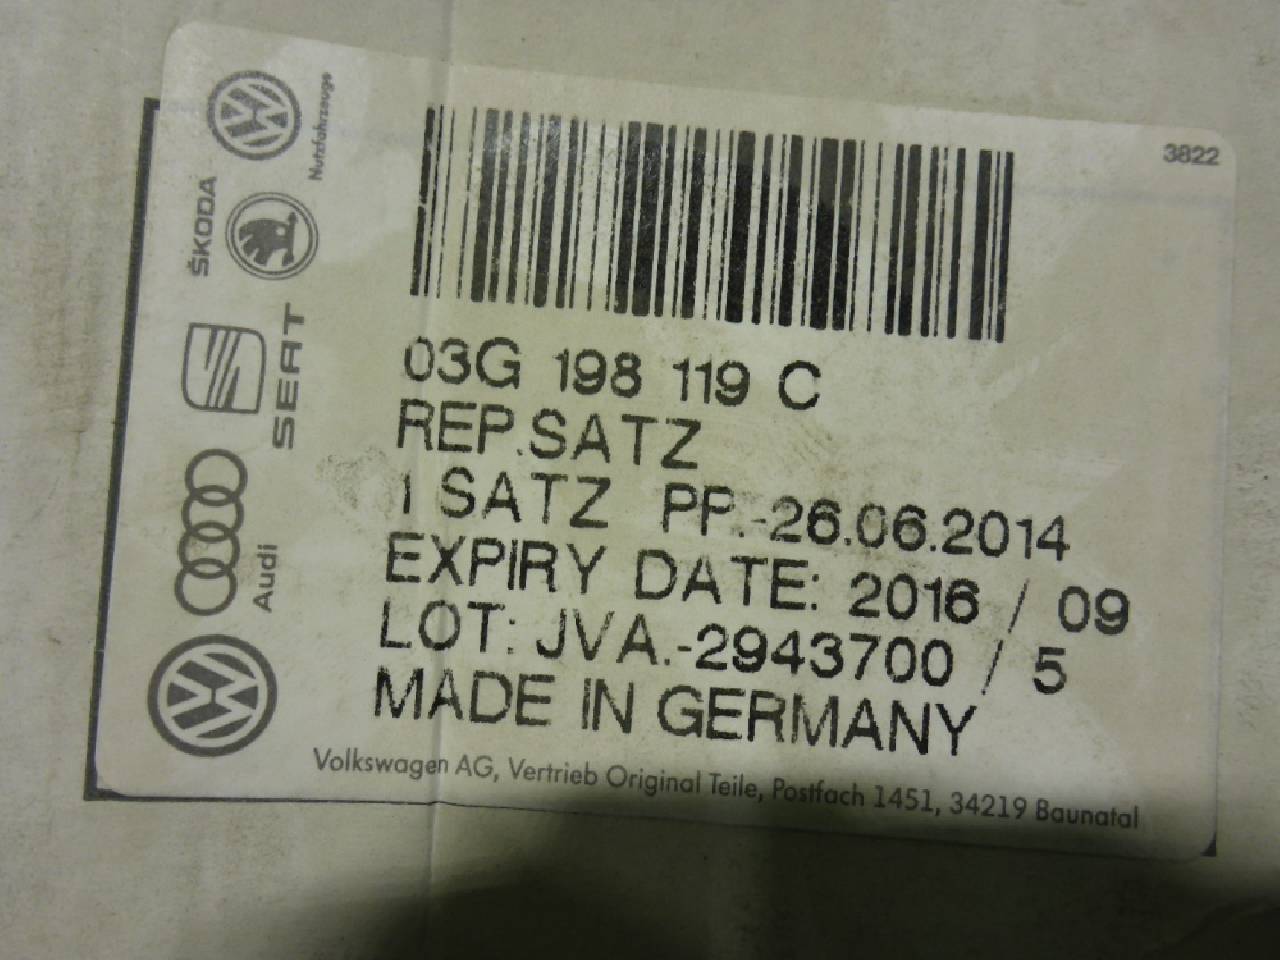 3822
Nutzfahrzeuge
ŠKODA
SEAT
Audi
03G 198 119 C
REP.SATZ
1 SATZ PP.-26.06.2014
EXPIRY DATE: 2016 / 09
LOT: JVA.-2943700 / 5
MADE IN GERMANY
Volkswagen AG, Vertrieb Original Teile, Postfach 1451, 34219 Baunatal